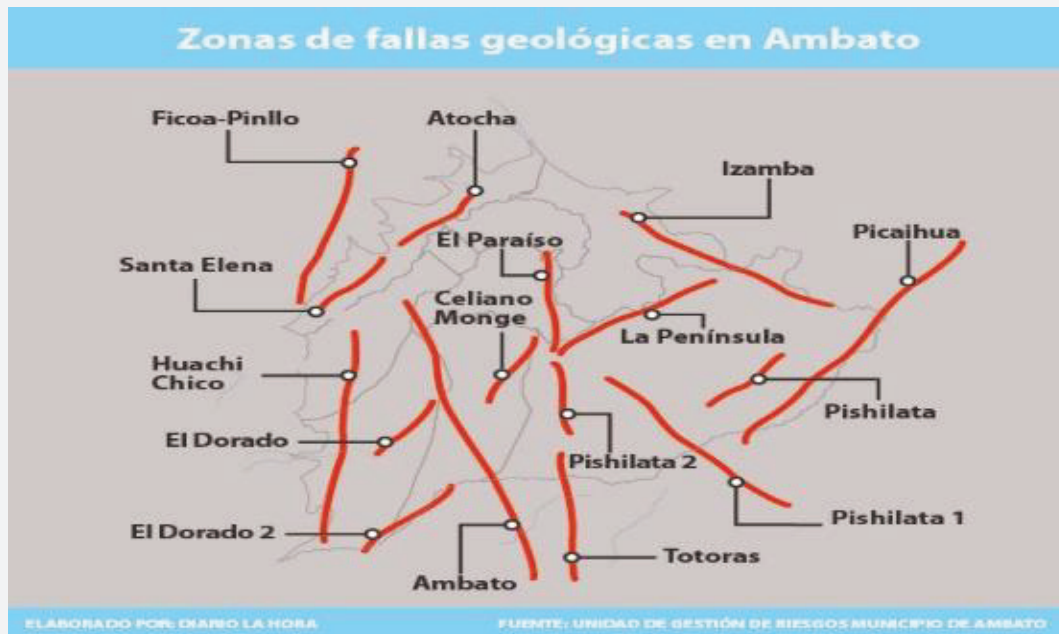 Zonas de fallas geológicas en Ambato
Ficoa-Pinllo
Atocha
Izamba
El Paraíso
Picaihua
Santa Elena
Celiano
Monge
La Península
Huachi
Chico
Pishilata
El Dorado
Pishilata 2
El Dorado 2
Pishilata 1
Ambato
Totoras
ELABORADO POR: DIARIO LA HORA
FUENTE: UNIDAD DE GESTIÓN DE RIESGOS MUNICIPIO DE AMBATO